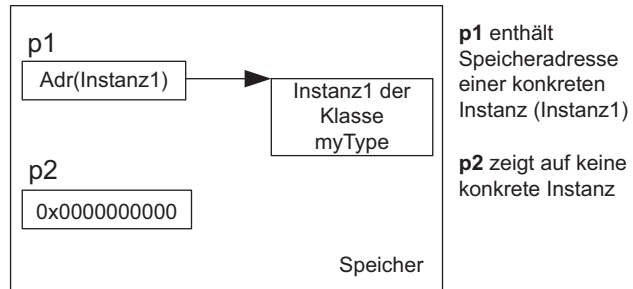 p1
Adr(Instanz1)
Instanz1 der
Klasse
myType
p2
0x0000000000
Speicher
p1 enthält
Speicheradresse
einer konkreten
Instanz (Instanz1)
p2 zeigt auf keine
konkrete Instanz